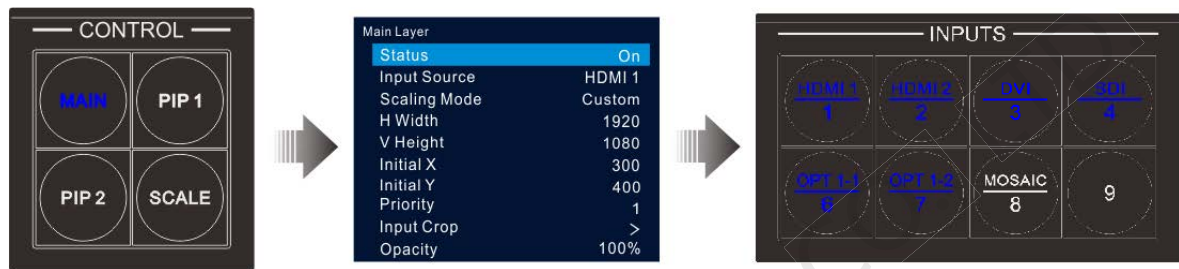 CONTROL
MAIN
PIP 1
PIP 2
SCALE
Main Layer
Status On
Input Source HDMI 1
Scaling Mode Custom
H Width 1920
V Height 1080
Initial X 300
Initial Y 400
Priority 1
Input Crop >
Opacity 100%
INPUTS
HDMI 1
1
HDMI 2
2
DVI
3
SDI
4
OPT 1-1
6
OPT 1-2
7
MOSAIC
8
9